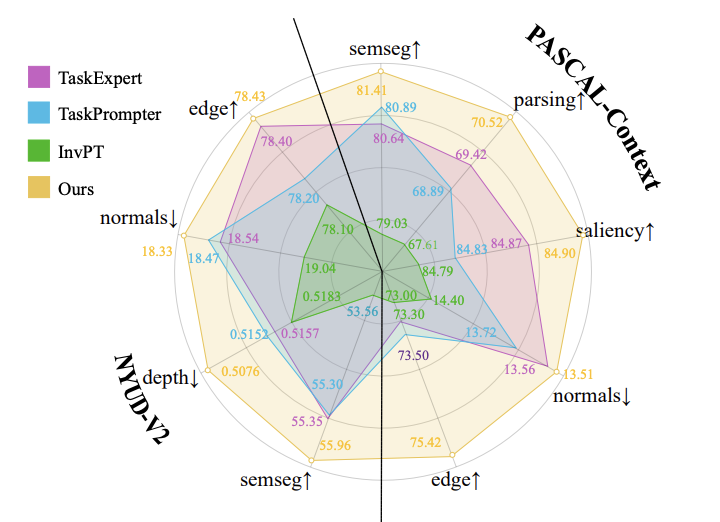 semseg↑
PASCAL-Context
TaskExpert
TaskPrompter
InvPT
Ours
78.43
edge↑
78.40
81.41
80.89
80.64
parsing↑
70.52
69.42
78.20
68.89
normals↓
18.33
18.54
18.47
78.10
79.03
67.61
84.83
84.87
saliency↑
84.90
19.04
84.79
0.5183
73.00
14.40
53.56
73.30
0.5152
0.5157
13.72
73.50
13.56
13.51
normals↓
NYUD-V2
depth↓
0.5076
55.30
55.35
55.96
75.42
semseg↑
edge↑